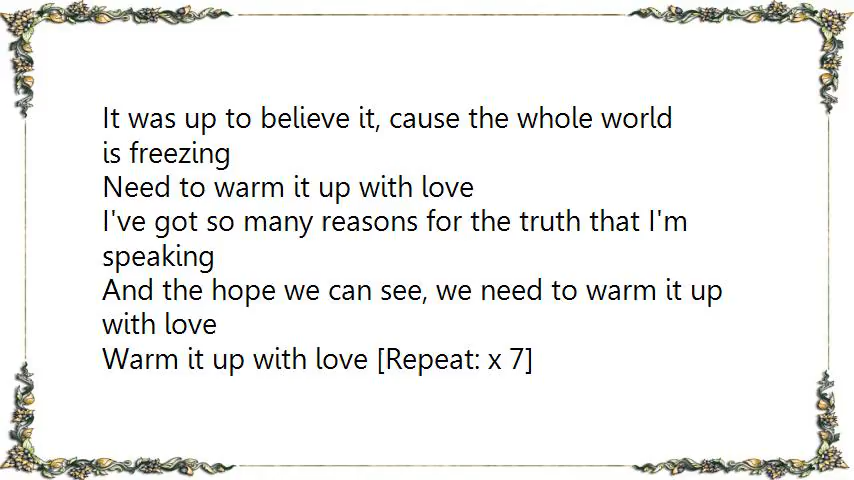 It was up to believe it, cause the whole world
is freezing
Need to warm it up with love
I've got so many reasons for the truth that I'm
speaking
And the hope we can see, we need to warm it up
with love
Warm it up with love [Repeat: x 7]